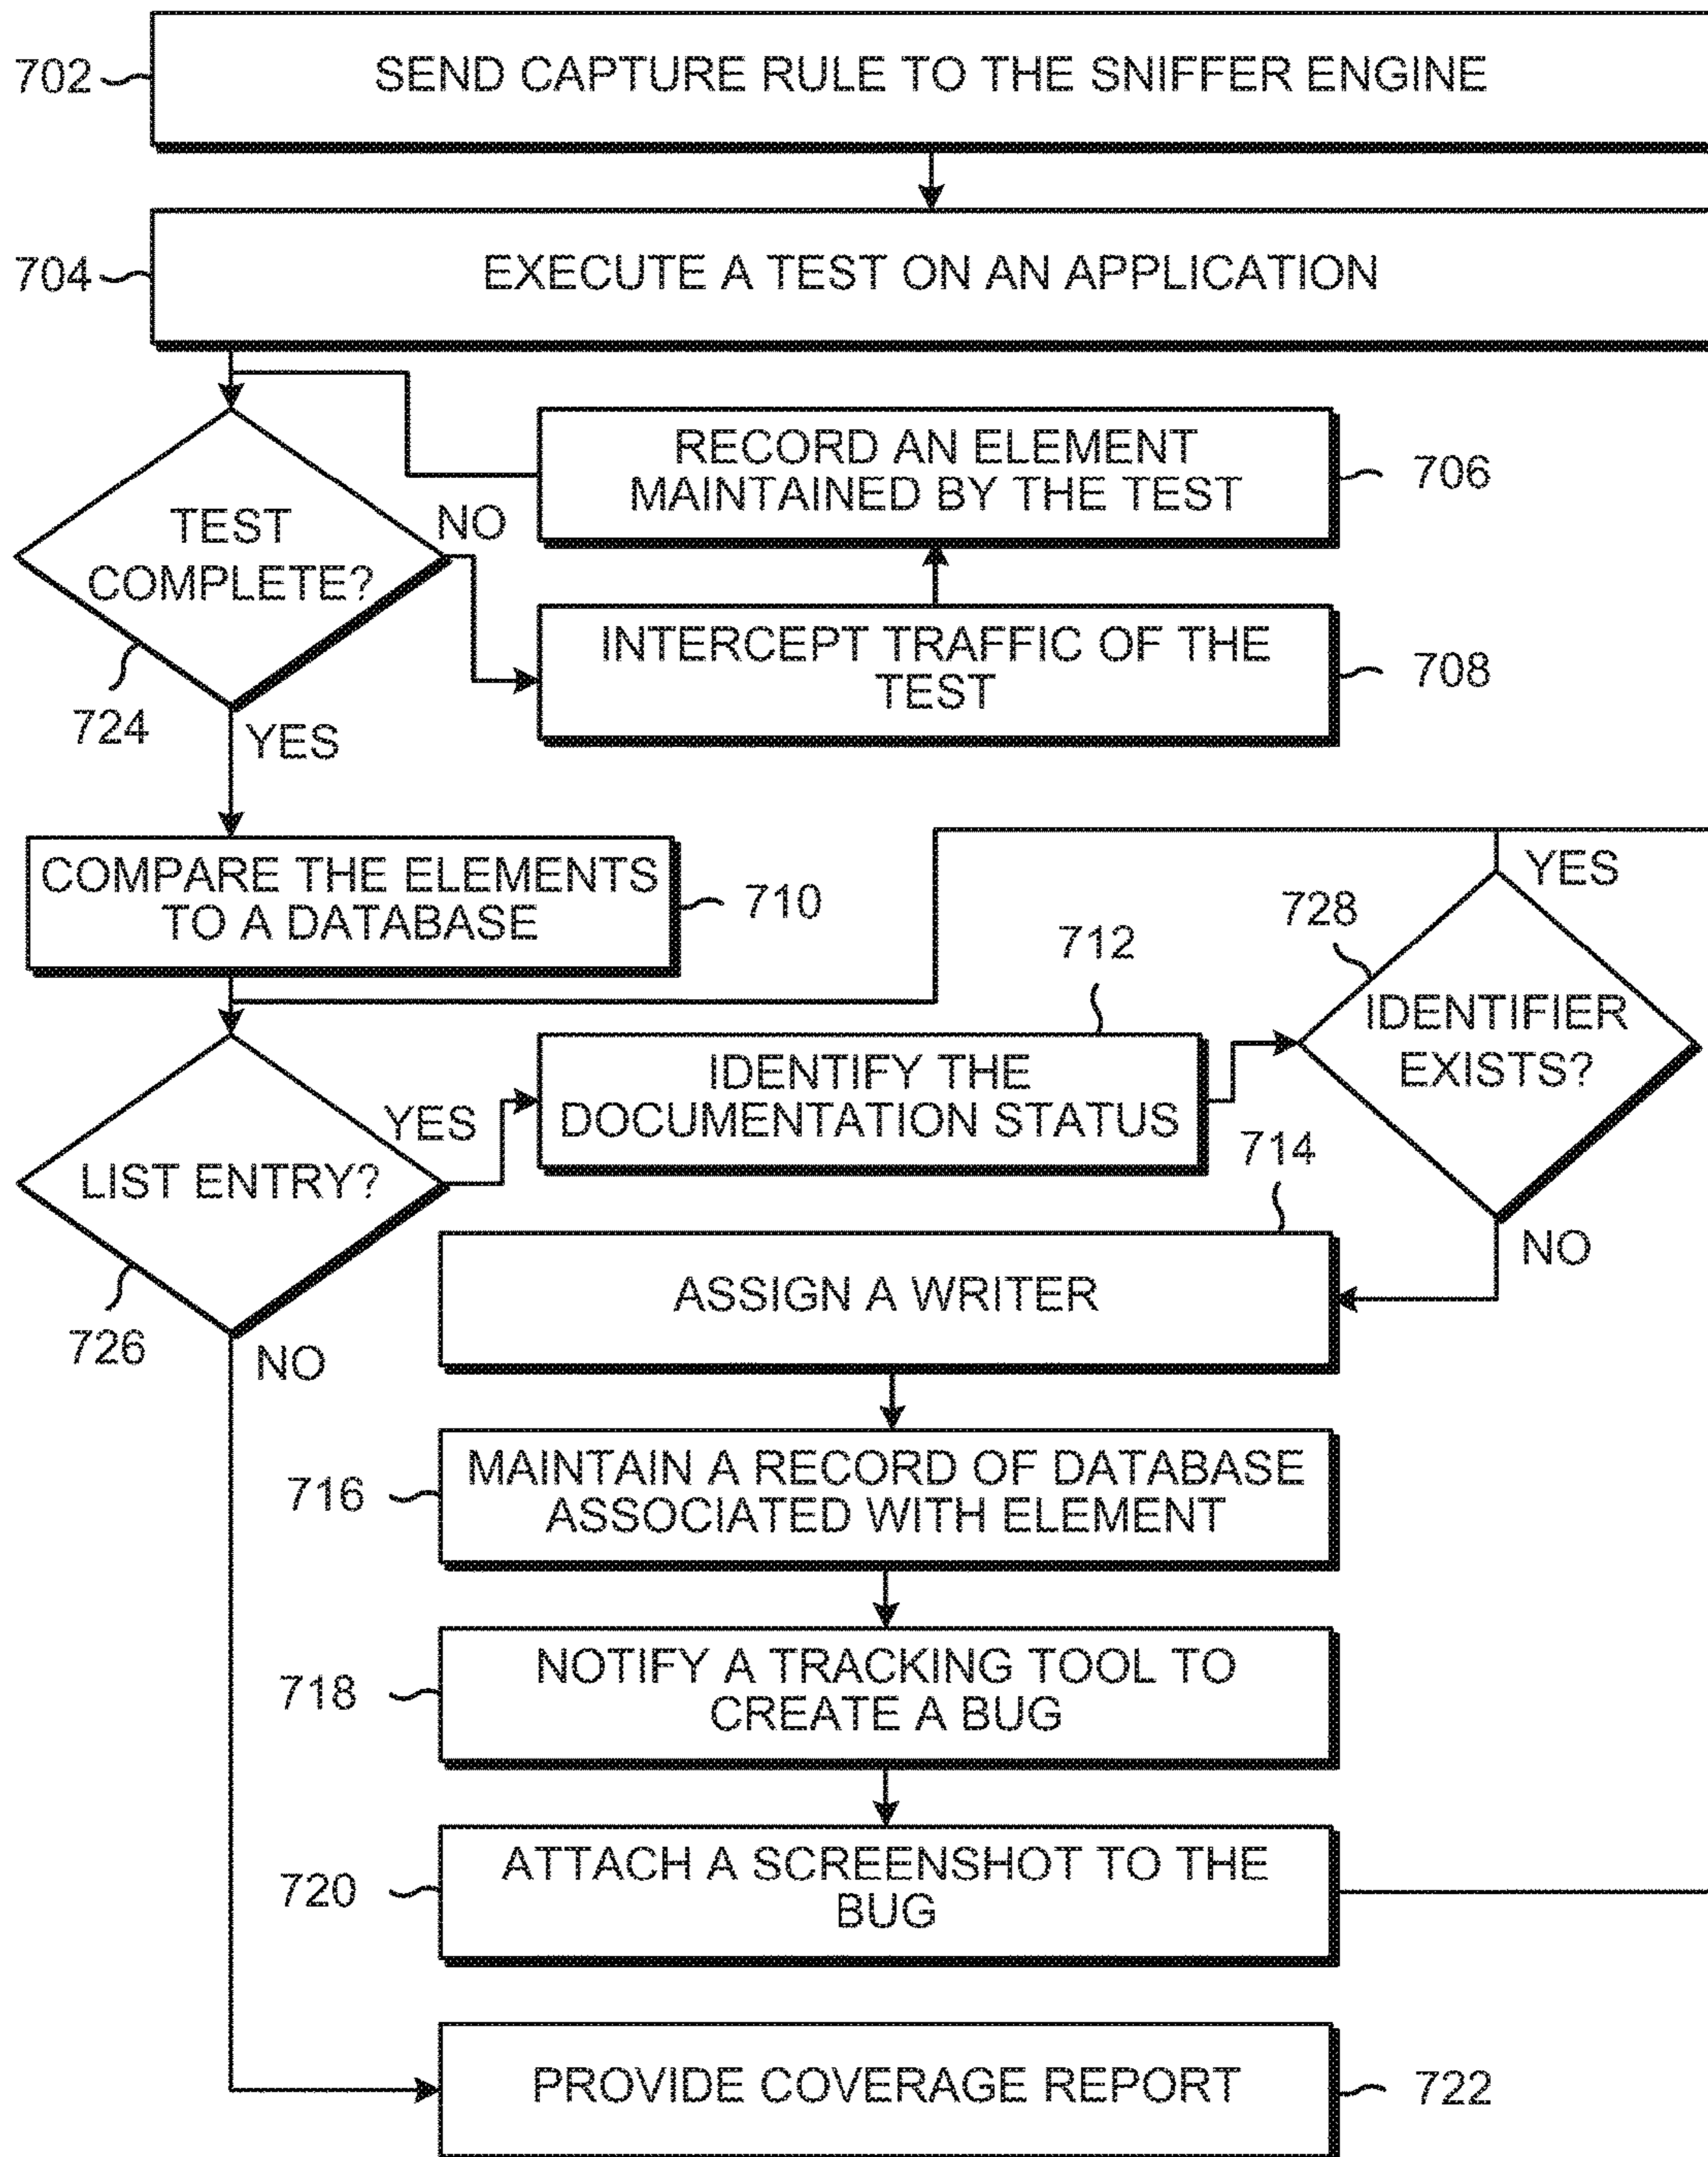 702
SEND CAPTURE RULE TO THE SNIFFER ENGINE
704
EXECUTE A TEST ON AN APPLICATION
RECORD AN ELEMENT
MAINTAINED BY THE TEST
706
TEST
COMPLETE?
NO
INTERCEPT TRAFFIC OF THE
TEST
708
724
YES
COMPARE THE ELEMENTS
TO A DATABASE
710
YES
728
712
IDENTIFIER
EXISTS?
IDENTIFY THE
DOCUMENTATION STATUS
YES
LIST ENTRY?
714
NO
ASSIGN A WRITER
726
NO
716
MAINTAIN A RECORD OF DATABASE
ASSOCIATED WITH ELEMENT
718
NOTIFY A TRACKING TOOL TO
CREATE A BUG
720
ATTACH A SCREENSHOT TO THE
BUG
PROVIDE COVERAGE REPORT
722